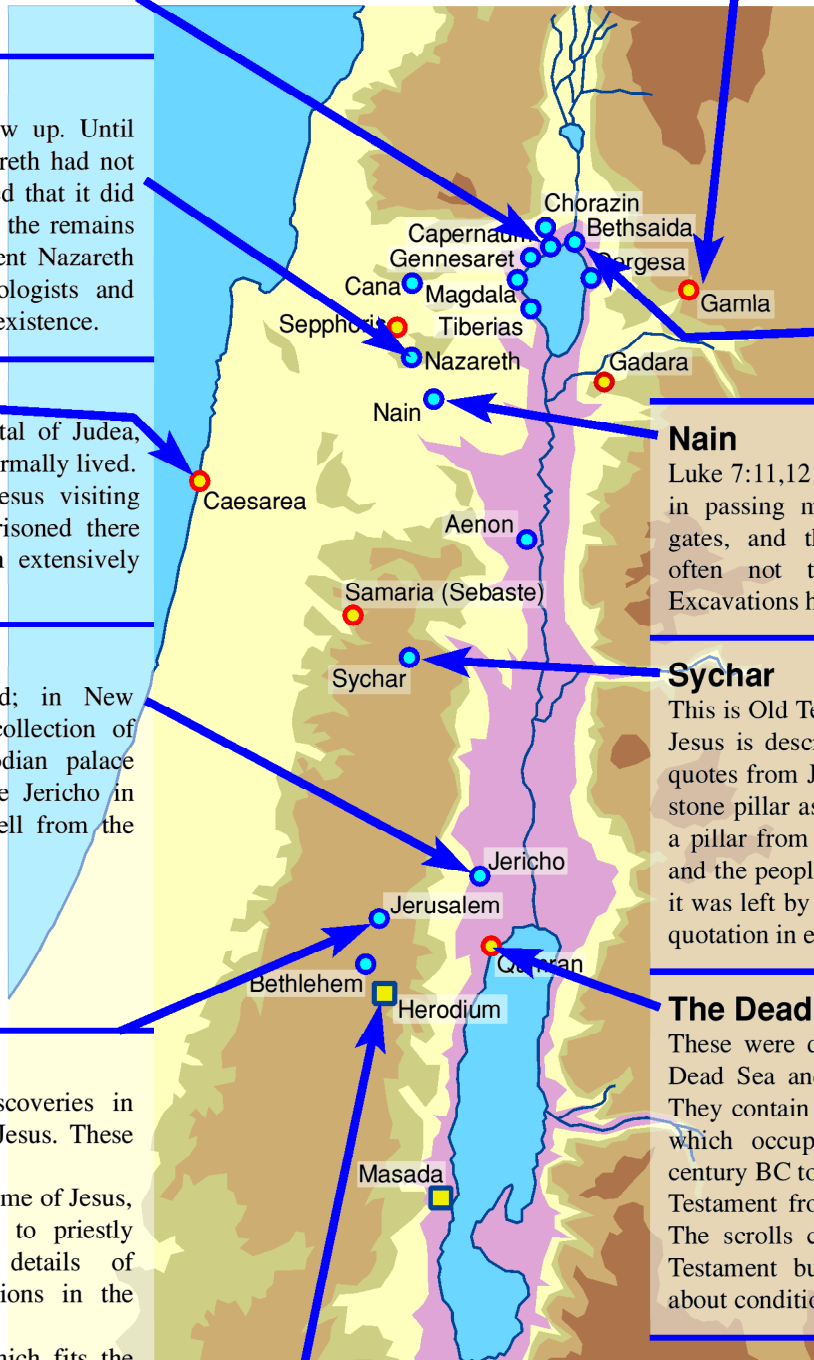 w up. Until
reth had not
d that it did
the remains
ent Nazareth
ologists and
existence.
tal of Judea,
rmally lived.
esus visiting
risoned there
n extensively
d; in New
collection of
odian palace
e Jericho in
ell from the
scoveries in
Jesus. These
me of Jesus,
to priestly
details of
ions in the
hich fits the
Chorazin
Capernaum
Bethsaida
Gennesaret
Gergesa
Cana
Magdala
Gamla
Sepphoris
Tiberias
Nazareth
Gadara
Nain
Caesarea
Aenon
Samaria (Sebaste)
Sychar
Jericho
Jerusalem
Qumran
Bethlehem
Herodium
Masada
Nain
Luke 7:11,12
in passing m
gates, and th
often not t
Excavations h
Sychar
This is Old Te
Jesus is descr
quotes from J
stone pillar as
a pillar from
and the peopl
it was left by
quotation in e
The Dead
These were d
Dead Sea and
They contain
which occup
century BC to
Testament fro
The scrolls c
Testament bu
about conditio